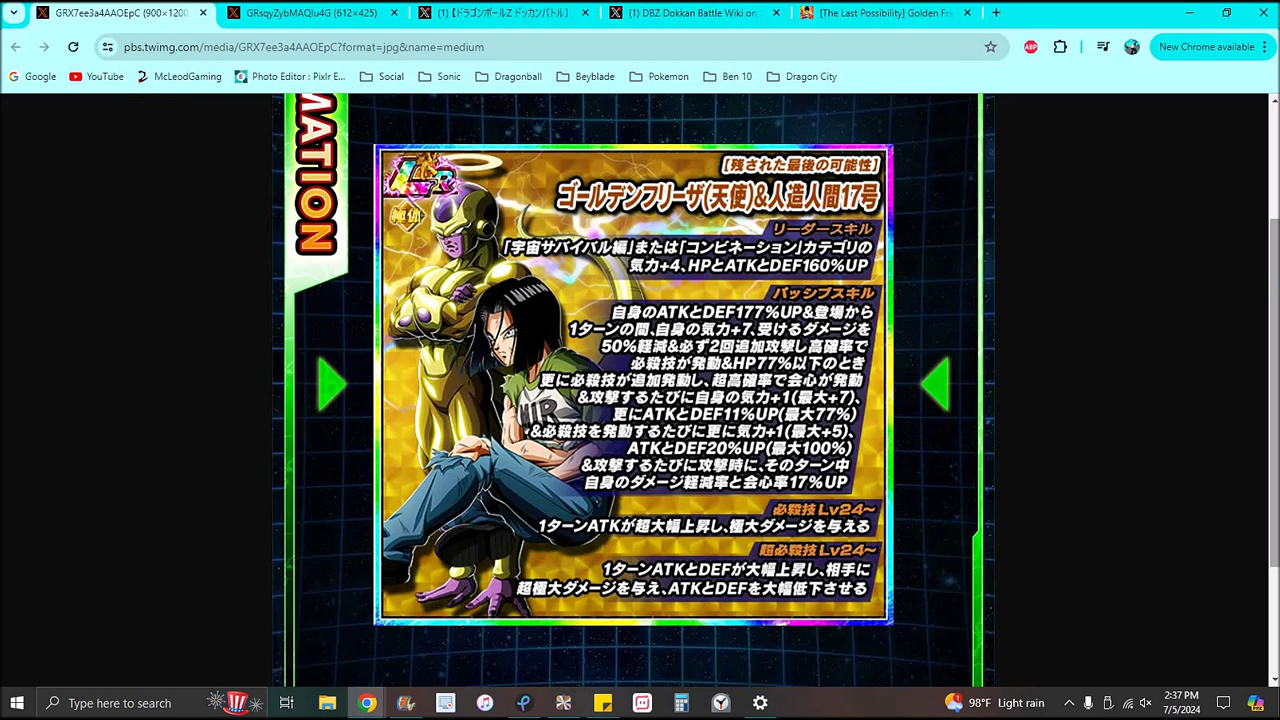 GRX7ee3a4AAOEpC (900×1200
GRsqyZybMAQIu4G (612×425)
(1)【ドラゴンボールZ ドッカンバトル】
(1) DBZ Dokkan Battle Wiki on
[The Last Possibility] Golden Fri
pbs.twimg.com/media/GRX7ee3a4AAOEpC?format=jpg&name=medium
ABP
New Chrome available
Google
YouTube
McLeodGaming
Photo Editor : Pixlr E...
Social
Sonic
Dragonball
Beyblade
Pokemon
Ben 10
Dragon City
MATION
LR
極体
[残された最後の可能性]
ゴールデンフリーザ(天使)&人造人間17号
リーダースキル
「宇宙サバイバル編」または「コンビネーション」カテゴリの
気力+4、HPとATKとDEF160%UP
パッシブスキル
自身のATKとDEF177%UP&登場から
1ターンの間、自身の気力+7、受けるダメージを
50%軽減&必ず2回追加攻撃し高確率で
必殺技が発動&HP77%以下のとき
更に必殺技が追加発動し、超高確率で会心が発動
&攻撃するたびに自身の気力+1(最大+7)、
更にATKとDEF11%UP(最大77%)
&必殺技を発動するたびに更に気力+1(最大+5)、
ATKとDEF20%UP(最大100%)
&攻撃するたびに攻撃時に、そのターン中
自身のダメージ軽減率と会心率17%UP
必殺技Lv24~
1ターンATKが超大幅上昇し、極大ダメージを与える
超必殺技Lv24~
1ターンATKとDEFが大幅上昇し、相手に
超極大ダメージを与え、ATKとDEFを大幅低下させる
MIR
Type here to search
98°F Light rain
2:37 PM
7/5/2024